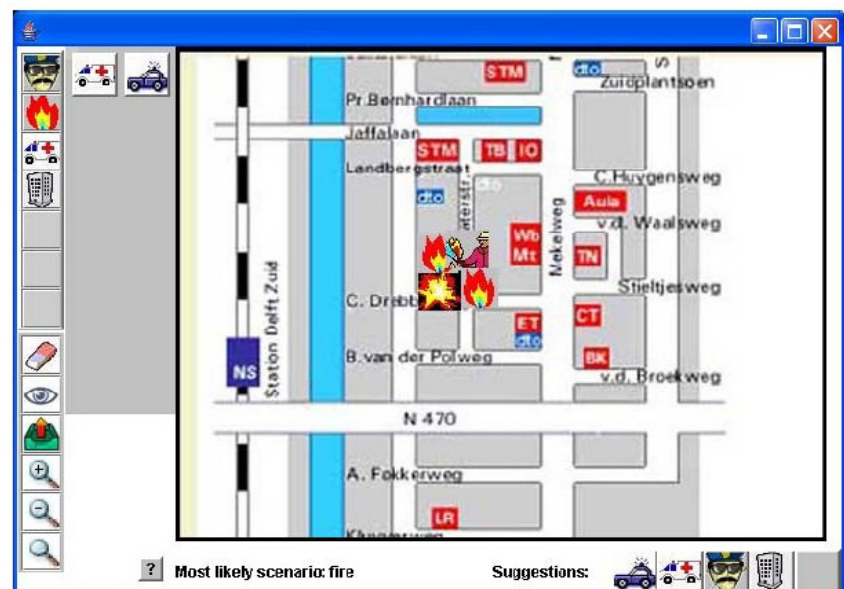 STM
dto
Zuidplantsoen
Pr.Bernhardlaan
Jaffalaan
STM TB IO
Landbergstraat
dto
dto
C.Huygensweg
Aula
v.d. Waalsweg
Wb
Mt
Mekelweg
TN
Stieltjesweg
C. Drebb
CT
ET
dto
Station Delft Zuid
B.van der Polweg
BK
NS
v.d. Broekweg
N 470
A. Fokkerweg
LR
? Most likely scenario: fire Suggestions: